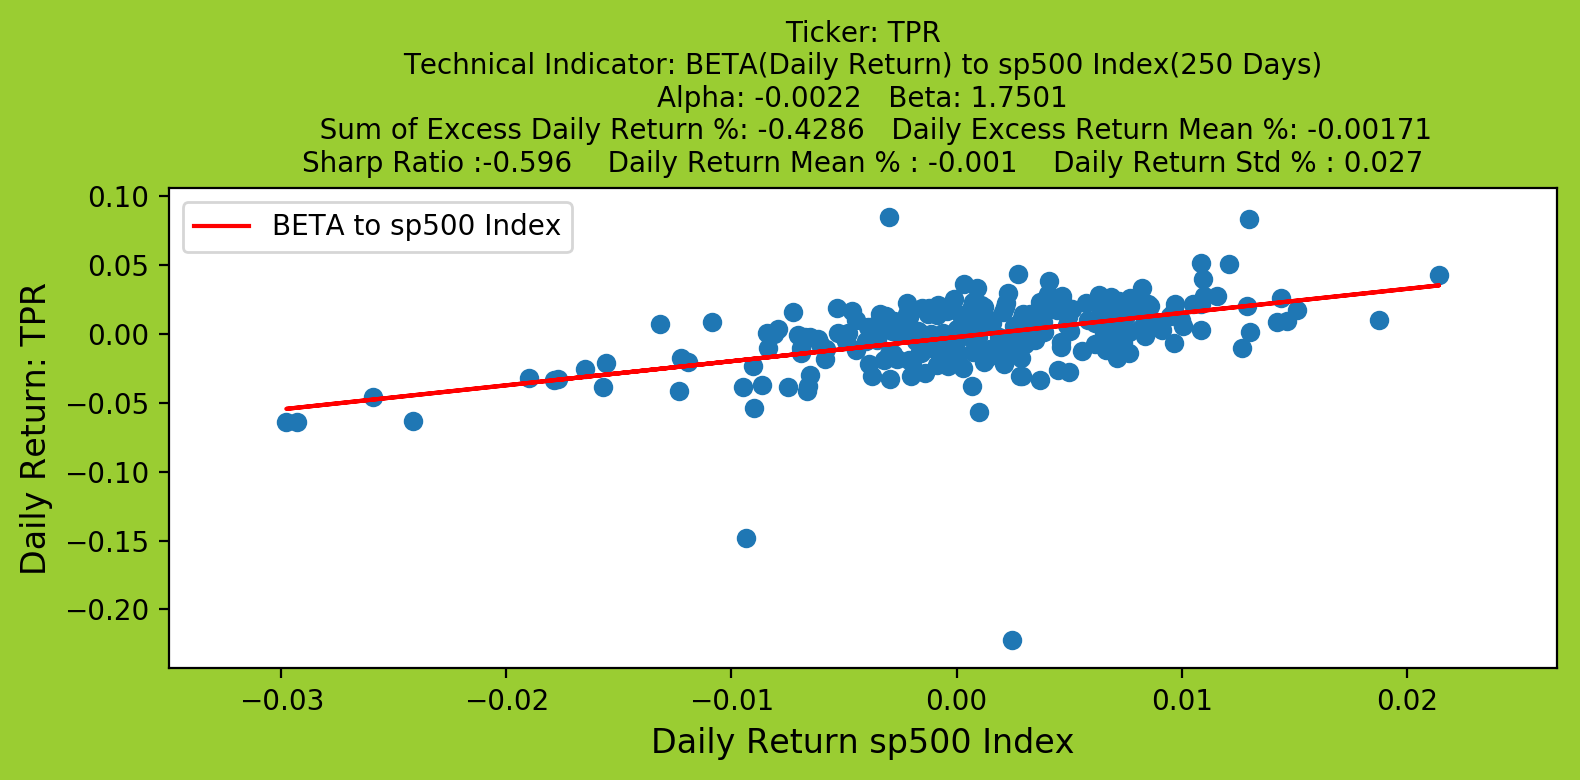 Ticker: TPR
Technical Indicator: BETA(Daily Return) to sp500 Index(250 Days)
Alpha: -0.0022   Beta: 1.7501
Sum of Excess Daily Return %: -0.4286   Daily Excess Return Mean %: -0.00171
Sharp Ratio :-0.596    Daily Return Mean % : -0.001    Daily Return Std % : 0.027
BETA to sp500 Index
Daily Return: TPR
0.10
0.05
0.00
−0.05
−0.10
−0.15
−0.20
−0.03
−0.02
−0.01
0.00
0.01
0.02
Daily Return sp500 Index